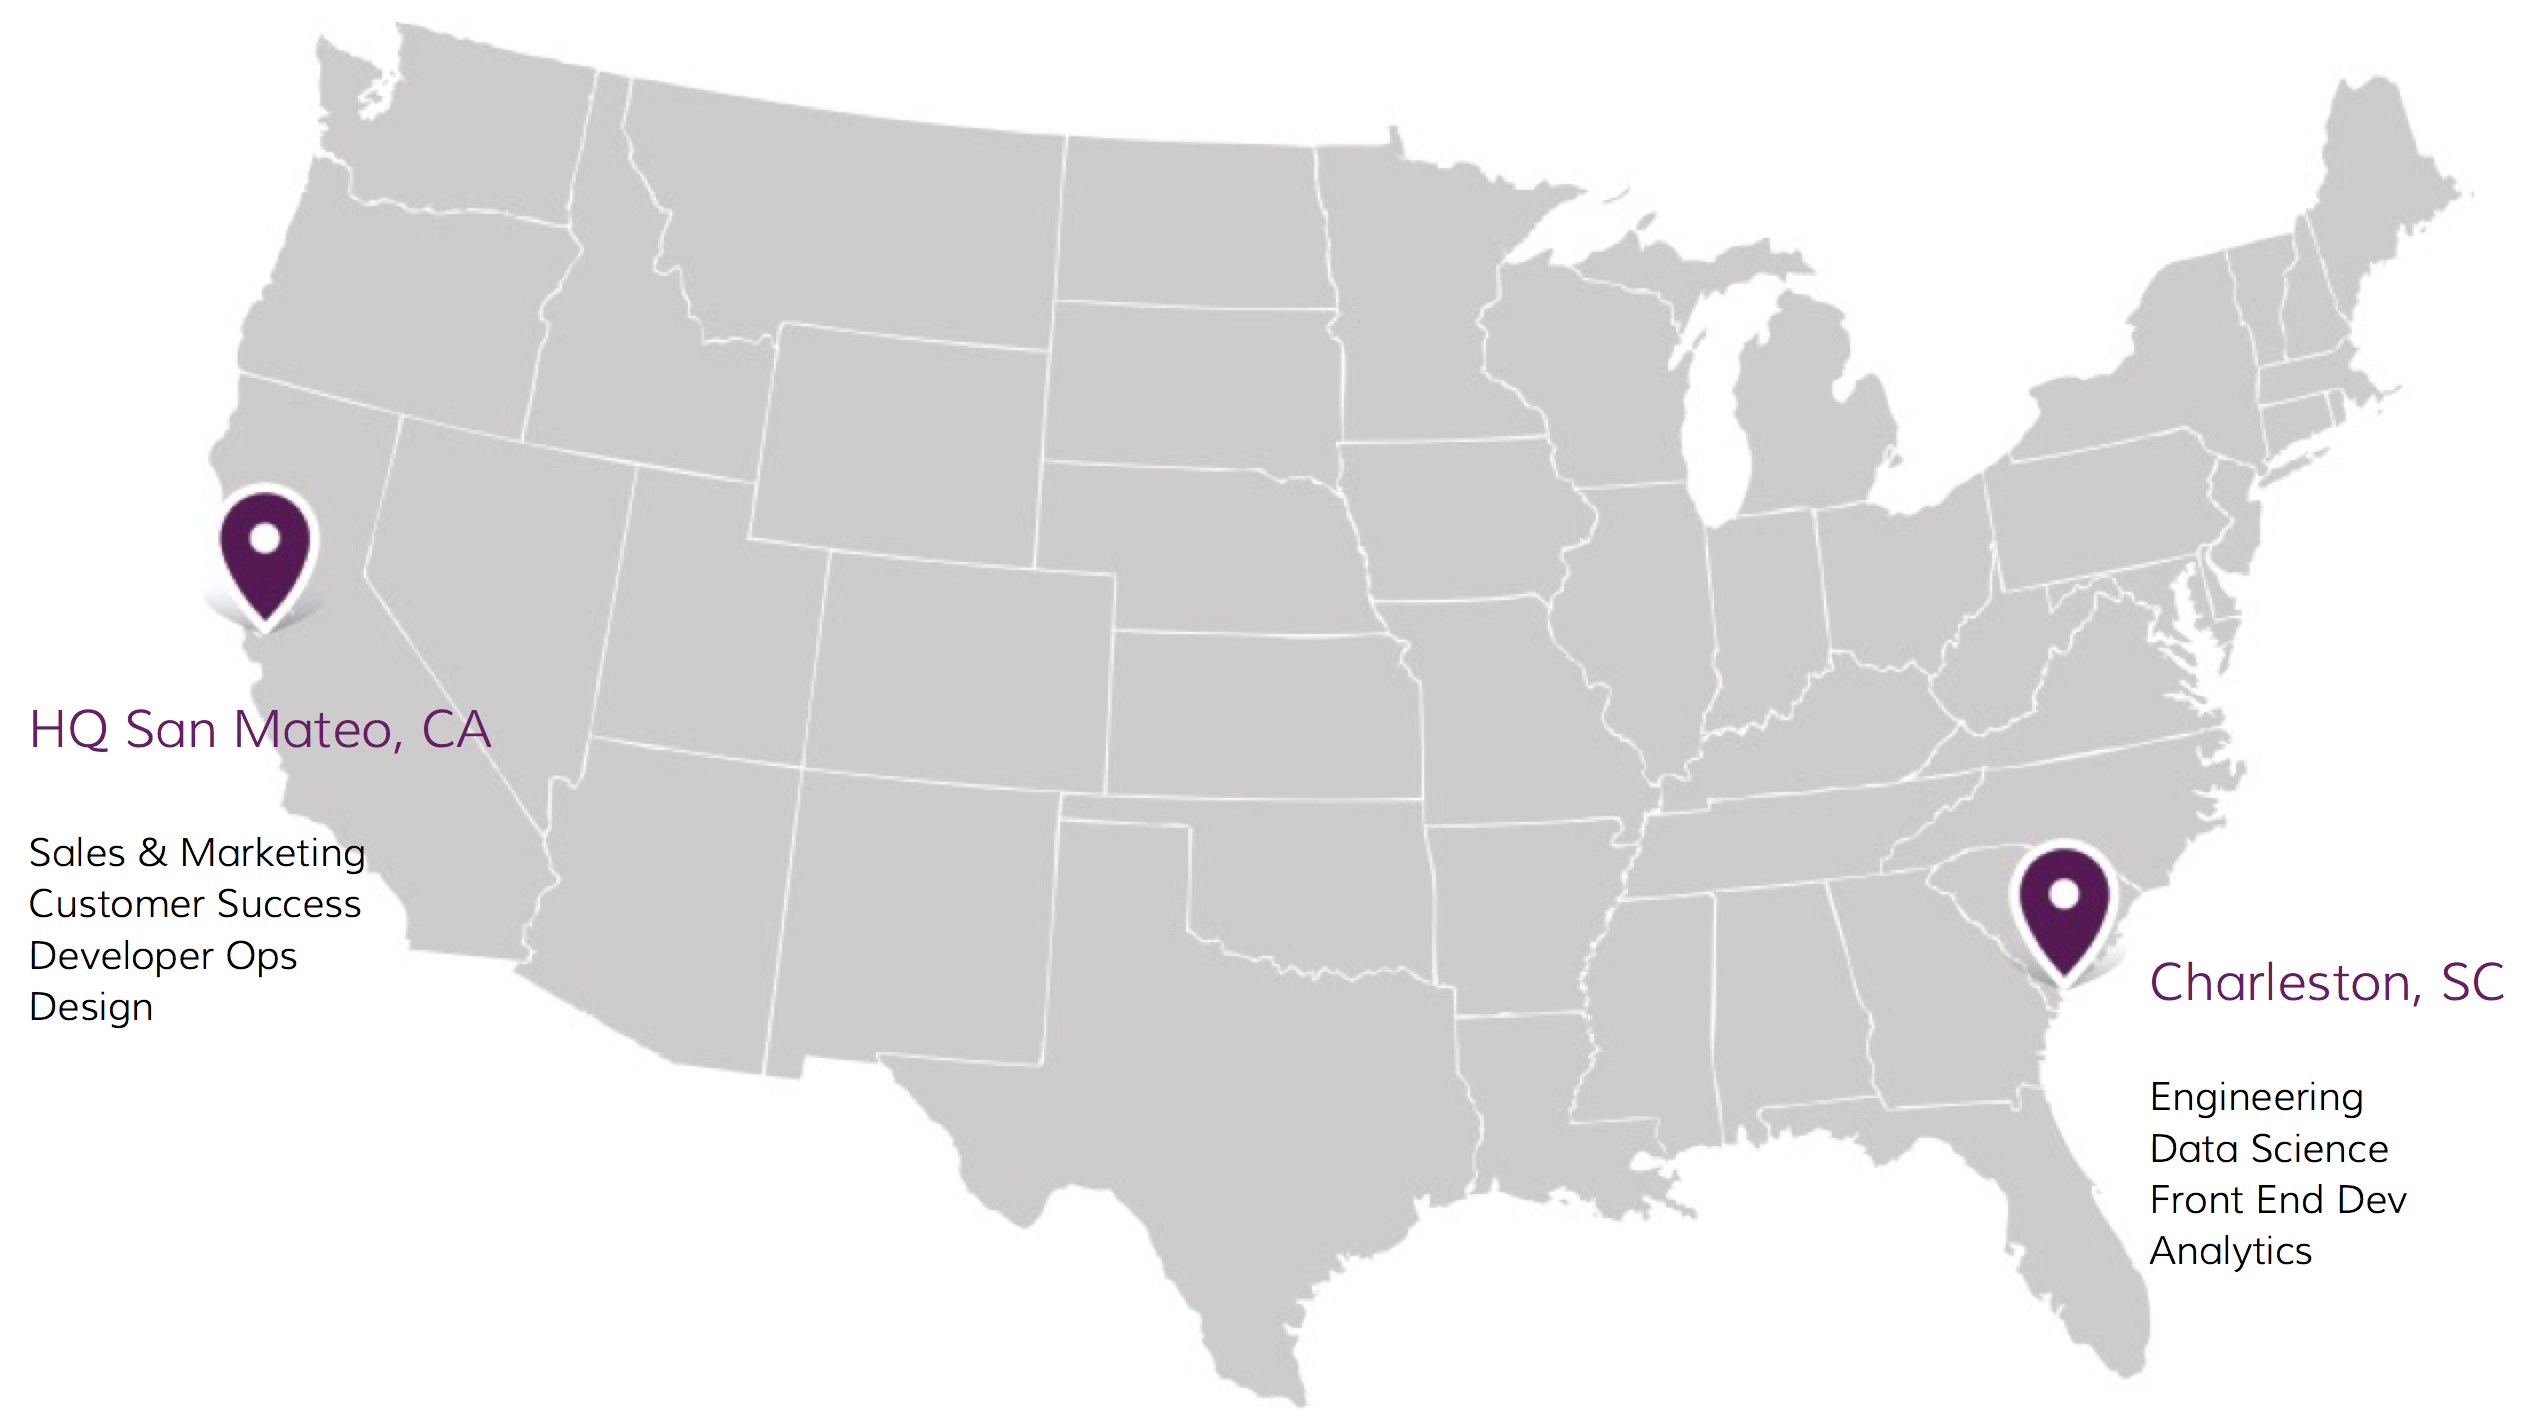 HQ San Mateo, CA
Sales & Marketing
Customer Success
Developer Ops
Design
Charleston, SC
Engineering
Data Science
Front End Dev
Analytics